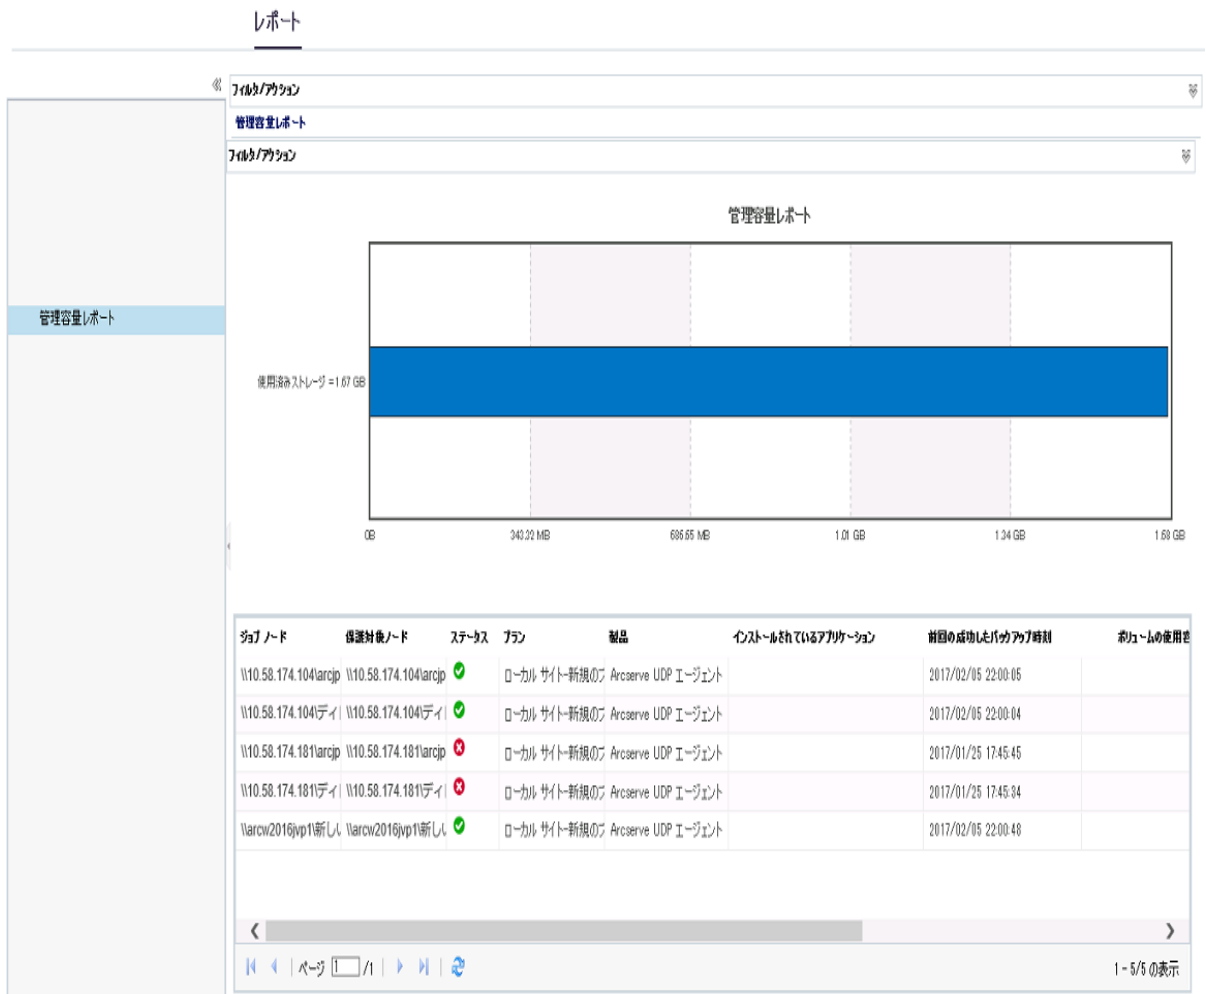 レポート
フィルタ/アクション
管理容量レポート
フィルタ/アクション
管理容量レポート
管理容量レポート
使用済みストレージ =1.67 GB
0B 343.32 MB 686.65 MB 1.01 GB 1.34 GB 1.68 GB
ジョブ ノード 保護対象ノード ステータス プラン 製品 インストールされているアプリケーション 前回の成功したバックアップ時刻 ボリュームの使用容
\\10.58.174.104\arcjp \\10.58.174.104\arcjp ローカル サイト-新規のプ Arcserve UDP エージェント 2017/02/05 22:00:05
\\10.58.174.104\ディ \\10.58.174.104\ディ ローカル サイト-新規のプ Arcserve UDP エージェント 2017/02/05 22:00:04
\\10.58.174.181\arcjp \\10.58.174.181\arcjp ローカル サイト-新規のプ Arcserve UDP エージェント 2017/01/25 17:45:45
\\10.58.174.181\ディ \\10.58.174.181\ディ ローカル サイト-新規のプ Arcserve UDP エージェント 2017/01/25 17:45:34
\\arcw2016jvp1\新しい \\arcw2016jvp1\新しい ローカル サイト-新規のプ Arcserve UDP エージェント 2017/02/05 22:00:48
ページ 1 /1
1 - 5/5 の表示